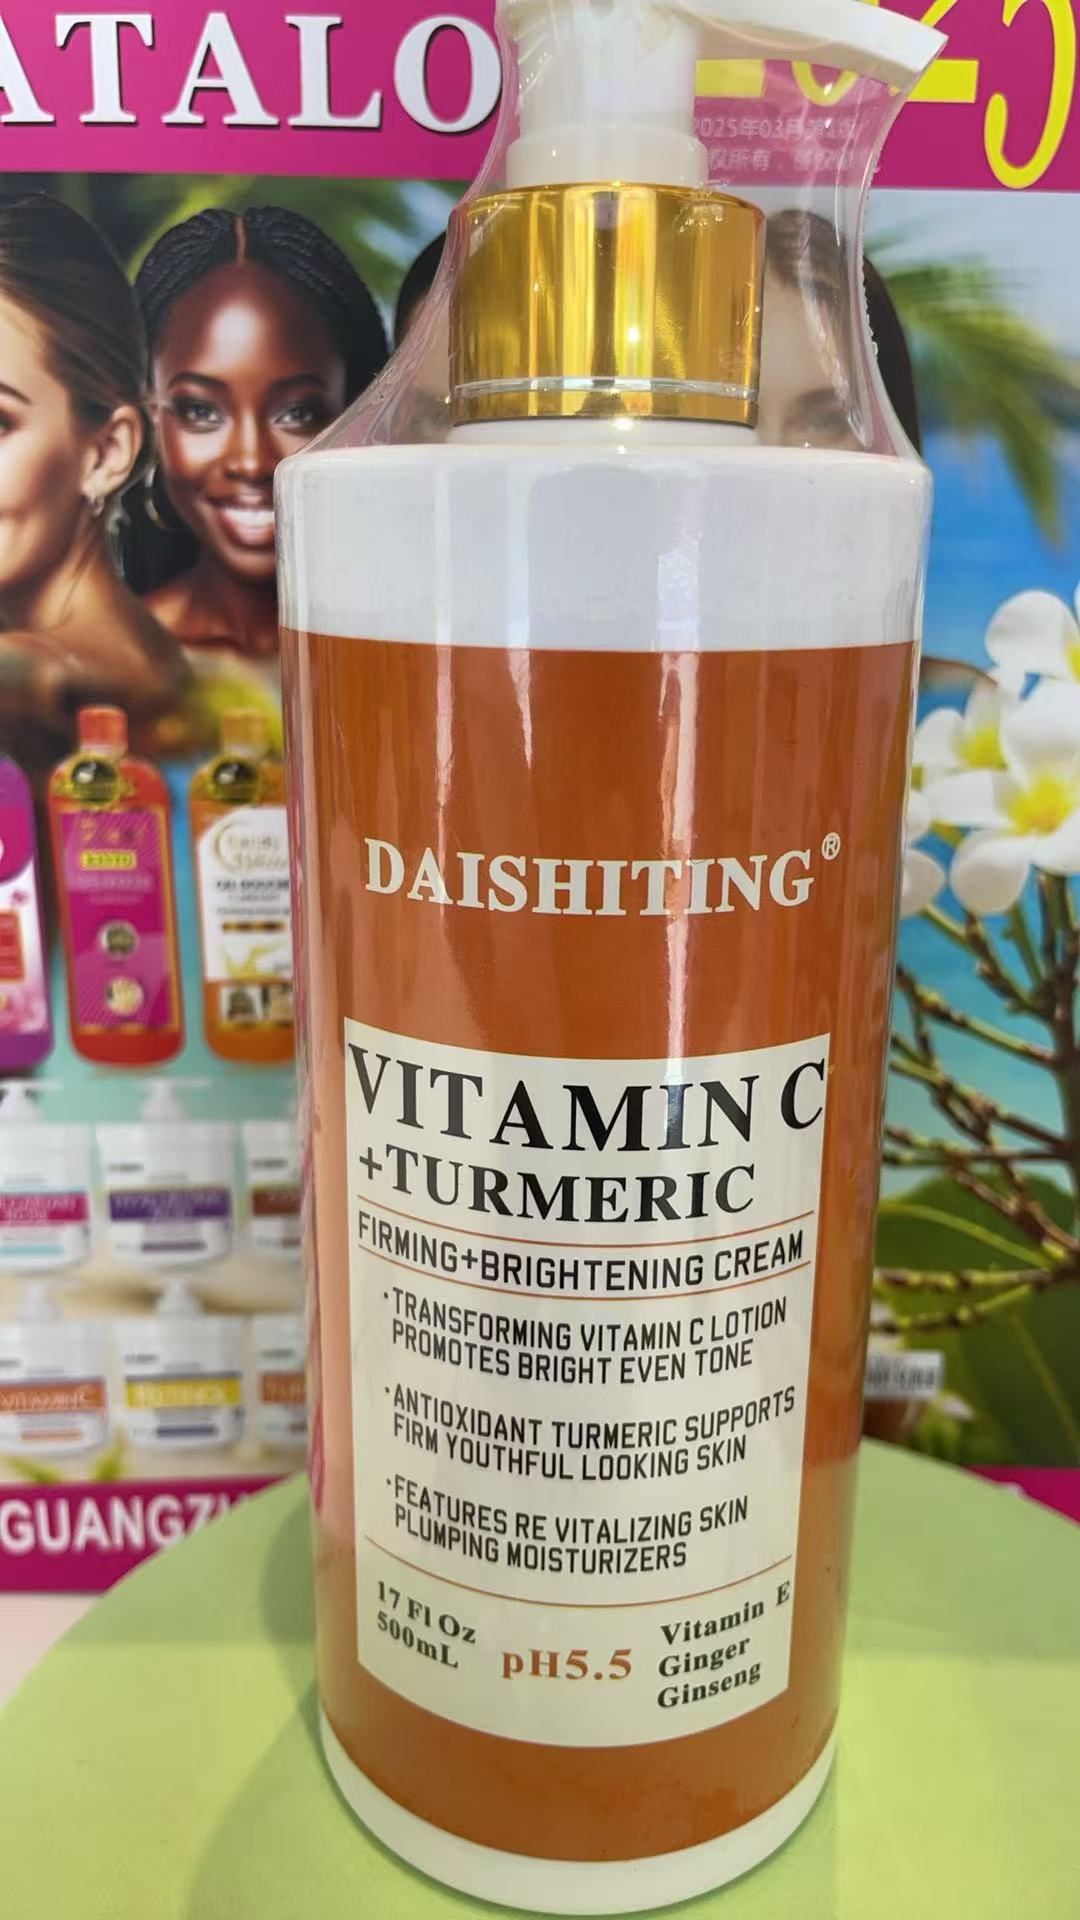 ATALO
2025年03月
DAISHITING®
VITAMIN C
+TURMERIC
FIRMING+BRIGHTENING CREAM
·TRANSFORMING VITAMIN C LOTION
PROMOTES BRIGHT EVEN TONE
·ANTIOXIDANT TURMERIC SUPPORTS
FIRM YOUTHFUL LOOKING SKIN
·FEATURES RE VITALIZING SKIN
PLUMPING MOISTURIZERS
17 Fl Oz
500mL
pH5.5
Vitamin E
Ginger
Ginseng
VITAMIN C
RETINOL
GUANGZ